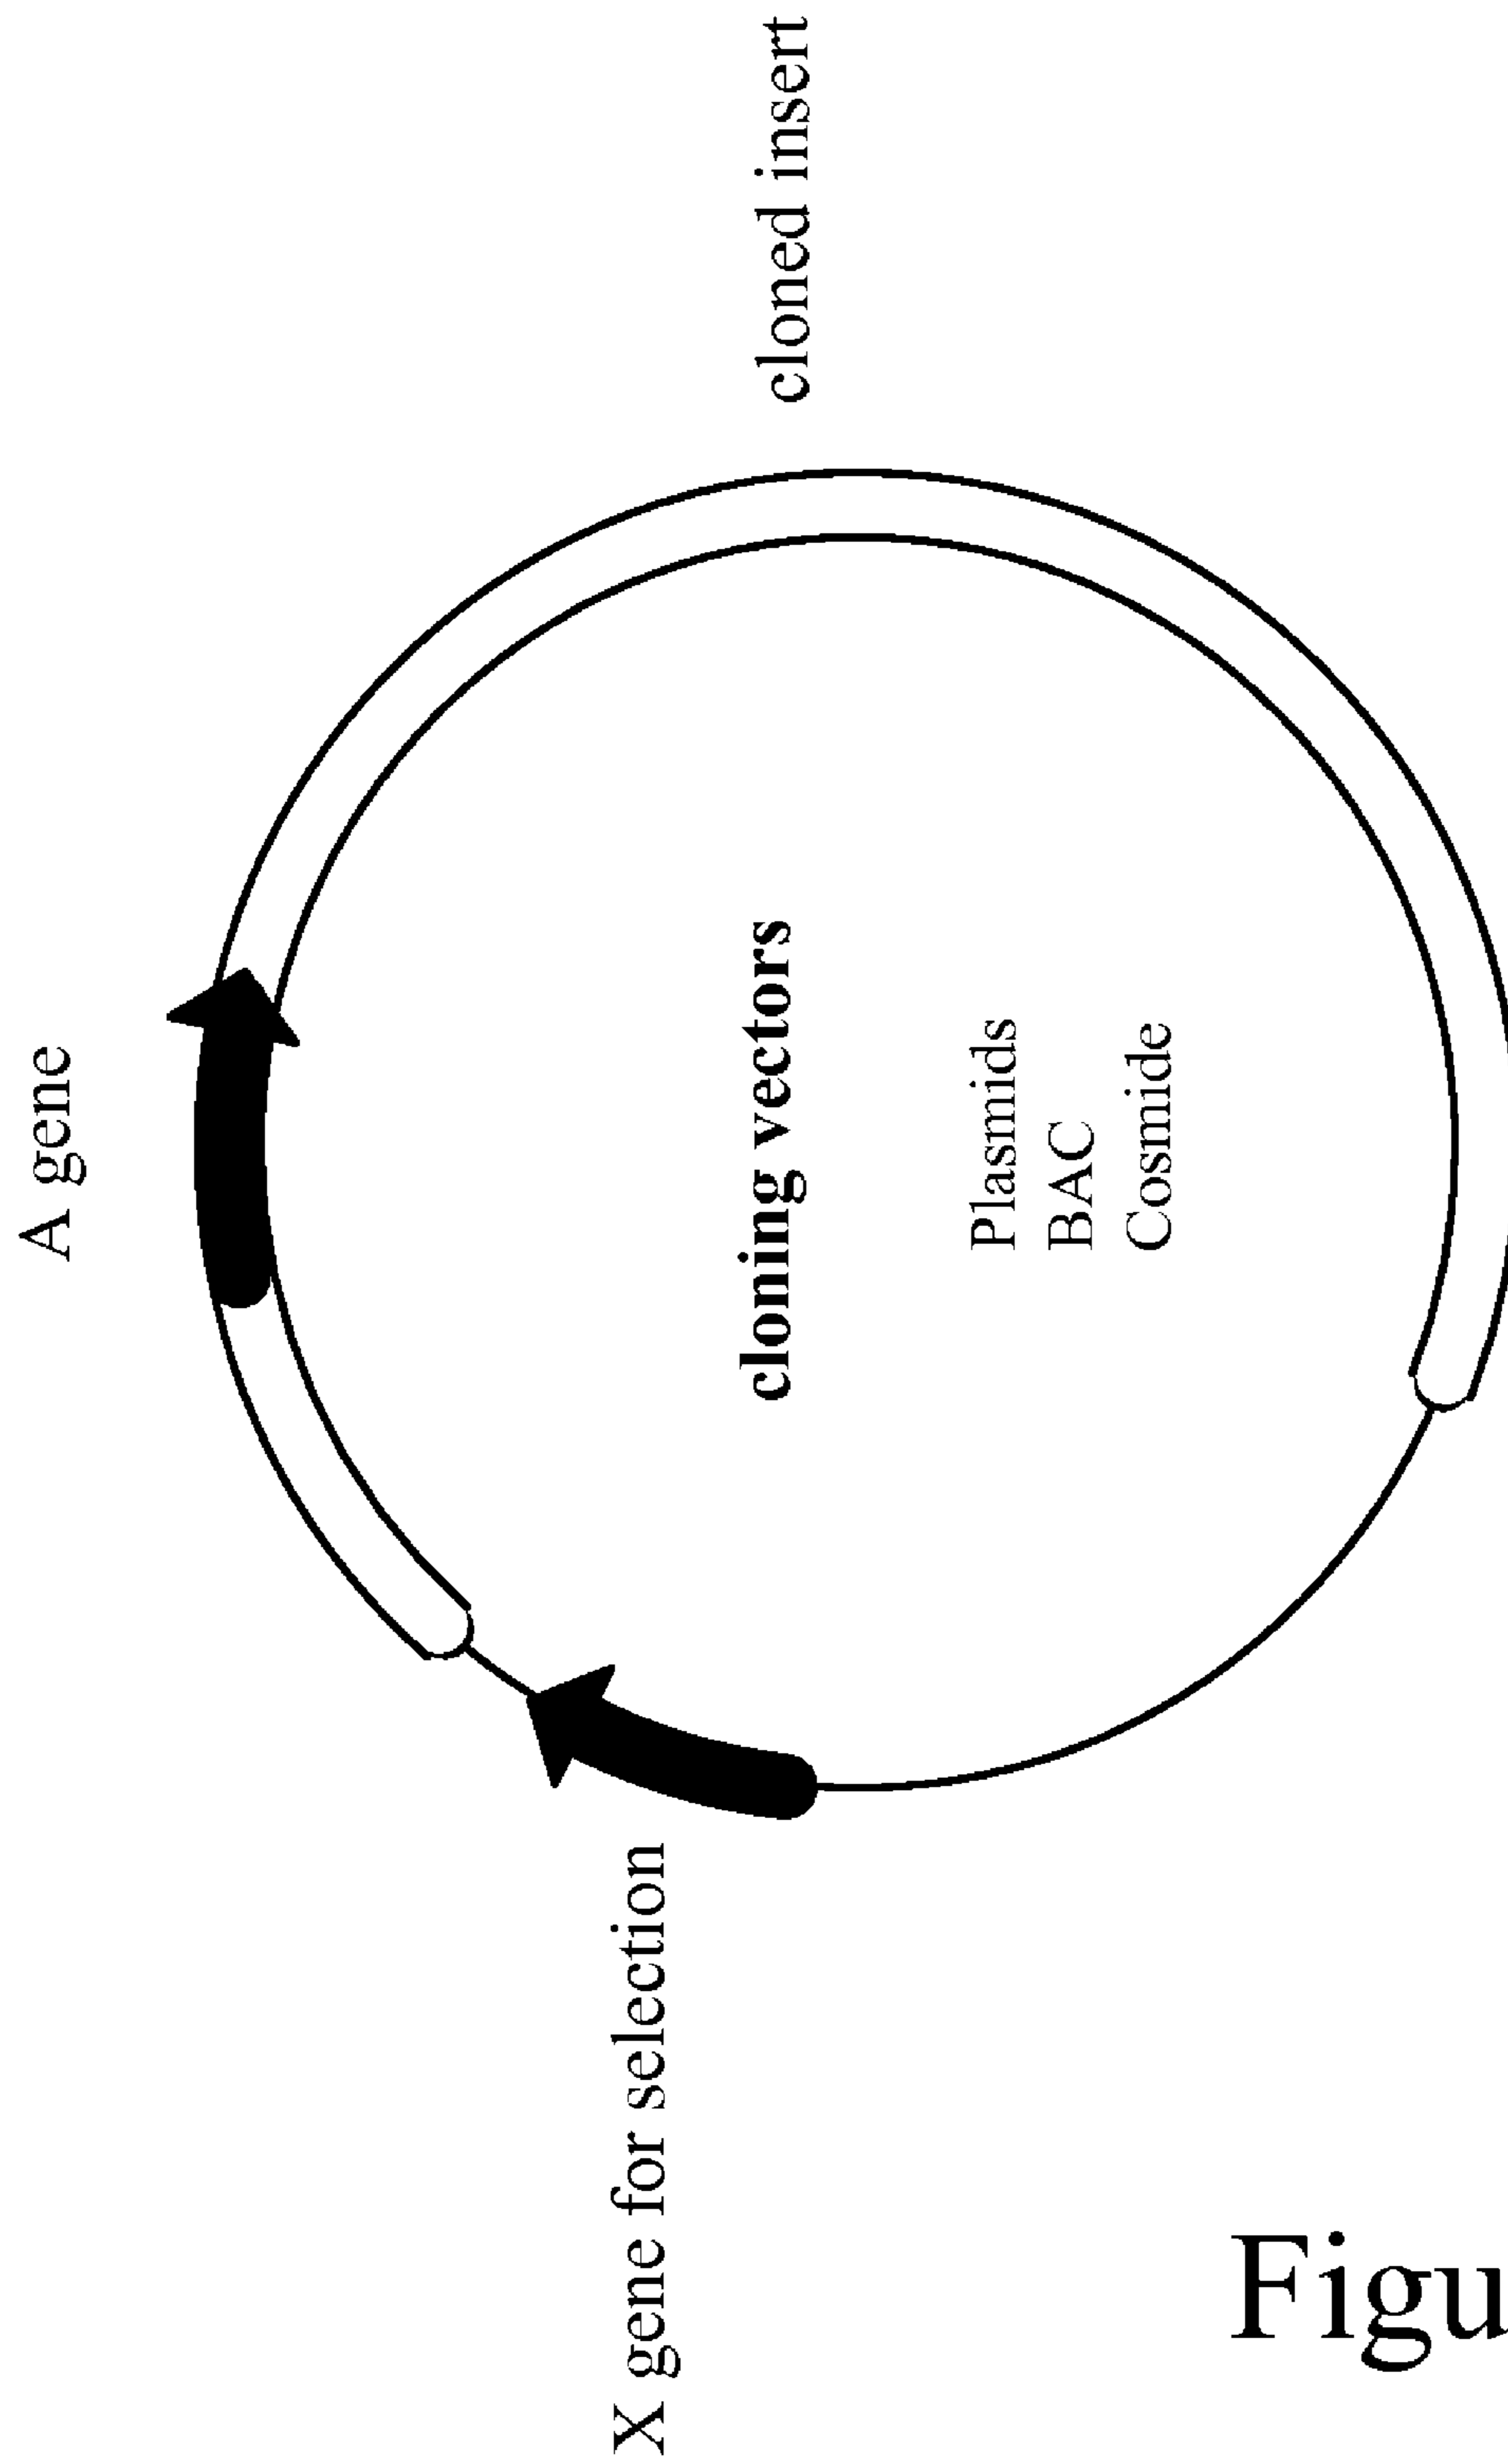 A gene
X gene for selection
cloning vectors
cloned insert
Plasmids
BAC
Cosmide
Figu